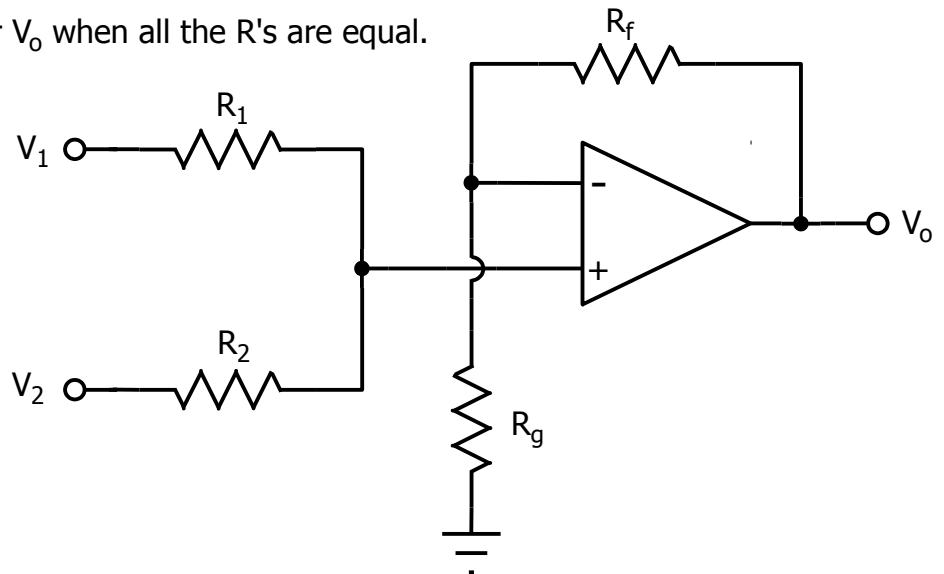 V₀ when all the R's are equal.
R_f
R₁
V₁
-
V₀
+
R₂
V₂
R_g